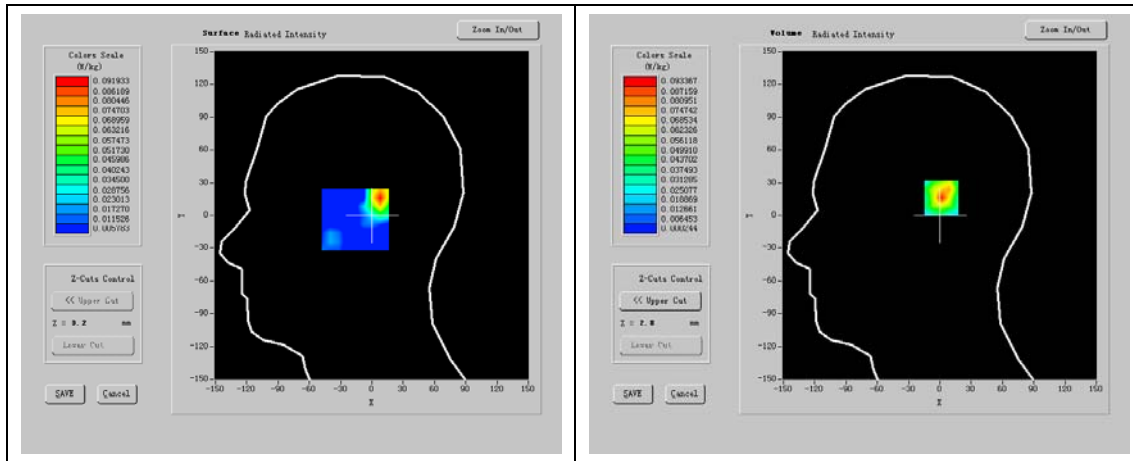 Surface Radiated Intensity
Zoom In/Out
Colors Scale
(W/kg)
0.091933
0.086189
0.080446
0.074703
0.068959
0.063216
0.057473
0.051730
0.045986
0.040243
0.034500
0.028756
0.023013
0.017270
0.011526
0.005783
150
120
90
60
30
0
-30
-60
-90
-120
-150
Y
-150 -120 -90 -60 -30 0 30 60 90 120 150
X
Z-Cuts Control
<< Upper Cut
mm
Lower Cut
SAVE
Cancel
Volume Radiated Intensity
Zoom In/Out
Colors Scale
(W/kg)
0.093367
0.087159
0.080951
0.074742
0.068534
0.062326
0.056118
0.049910
0.043702
0.037493
0.031285
0.025077
0.018869
0.012661
0.006453
0.000244
150
120
90
60
30
0
-30
-60
-90
-120
-150
Y
-150 -120 -90 -60 -30 0 30 60 90 120 150
X
Z-Cuts Control
<< Upper Cut
mm
Lower Cut
SAVE
Cancel